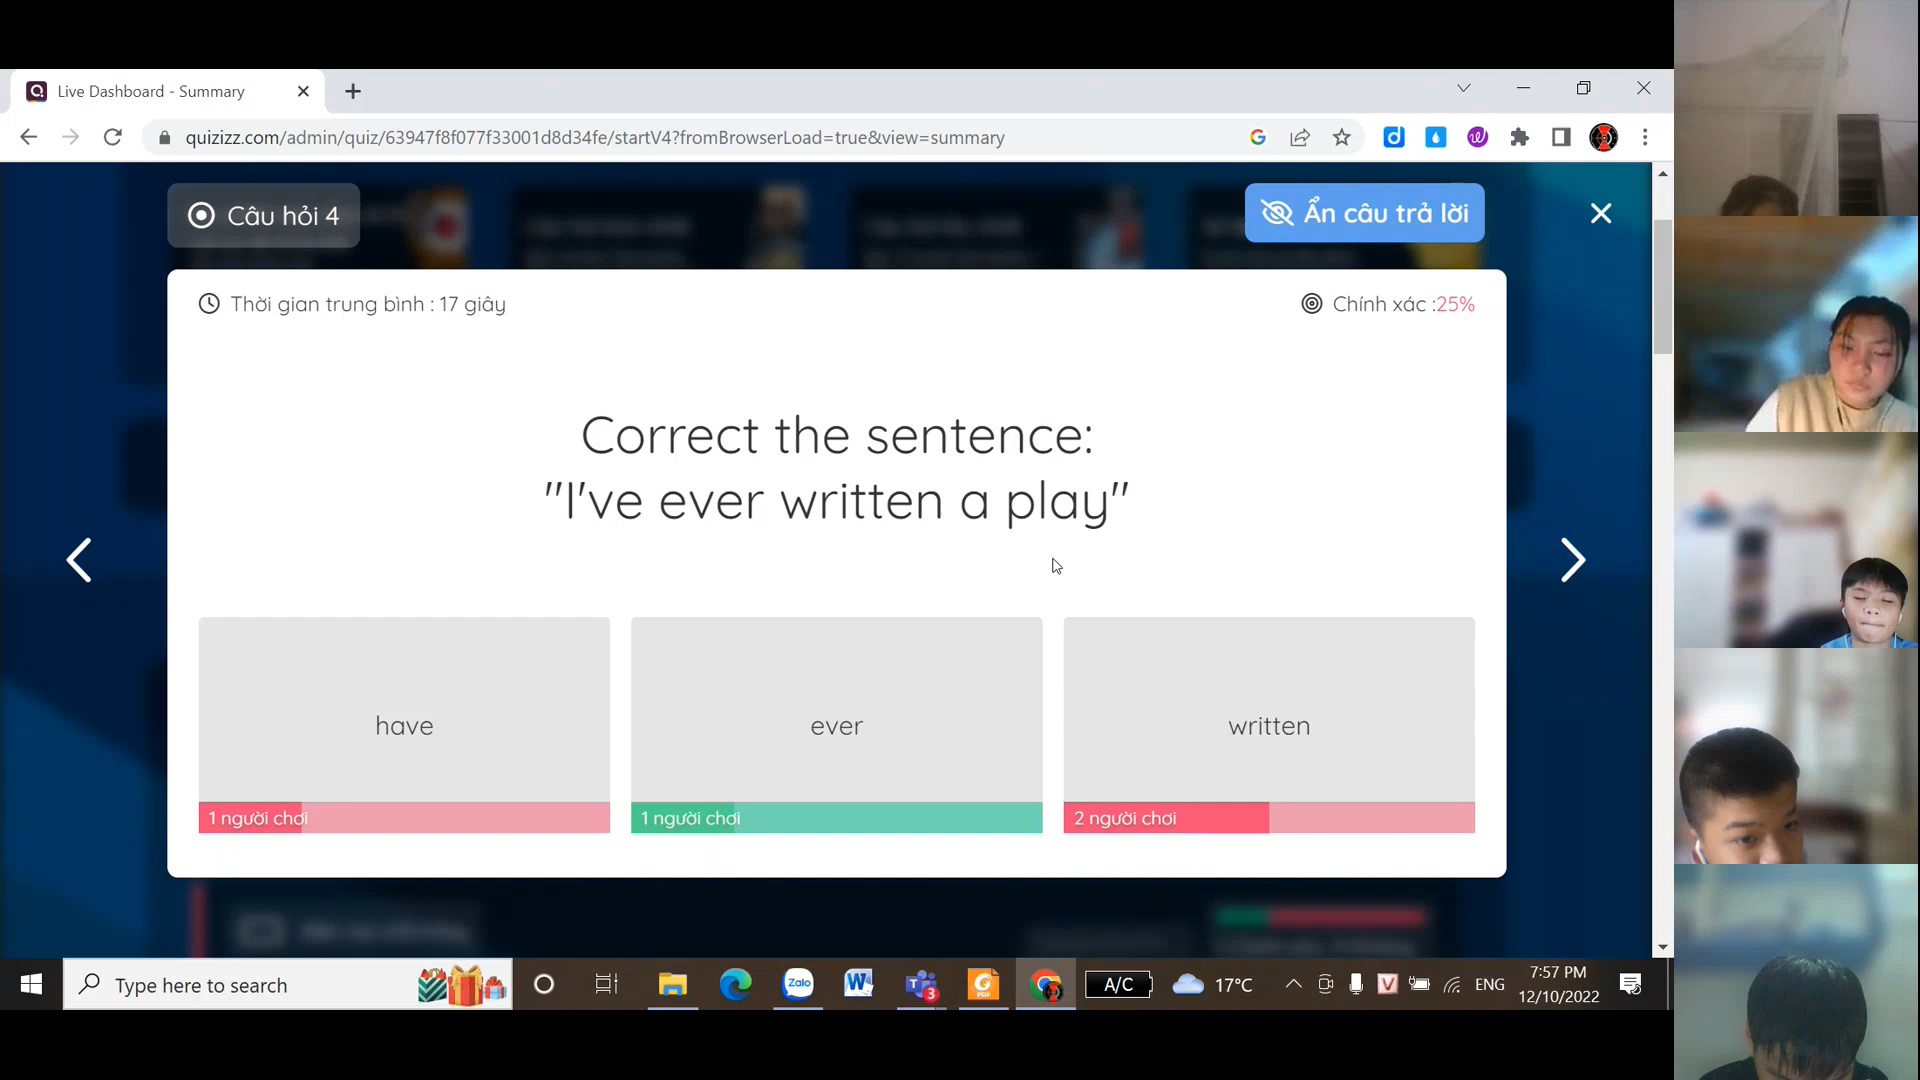 Live Dashboard - Summary
quizizz.com/admin/quiz/63947f8f077f33001d8d34fe/startV4?fromBrowserLoad=true&view=summary
Câu hỏi 4
Ẩn câu trả lời
Thời gian trung bình : 17 giây
Chính xác :25%
Correct the sentence:
"I've ever written a play"
have
ever
written
1 người chơi
1 người chơi
2 người chơi
Type here to search
Zalo
3
PDF
A/C
17°C
ENG
7:57 PM
12/10/2022